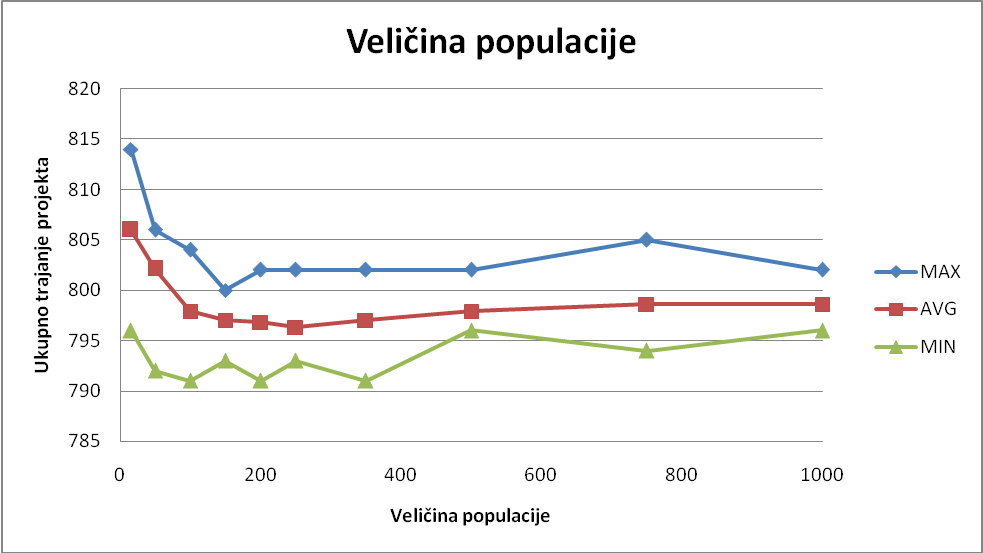 Veličina populacije
Ukupno trajanje projekta
820
815
810
805
800
795
790
785
0 200 400 600 800 1000
Veličina populacije
MAX
AVG
MIN